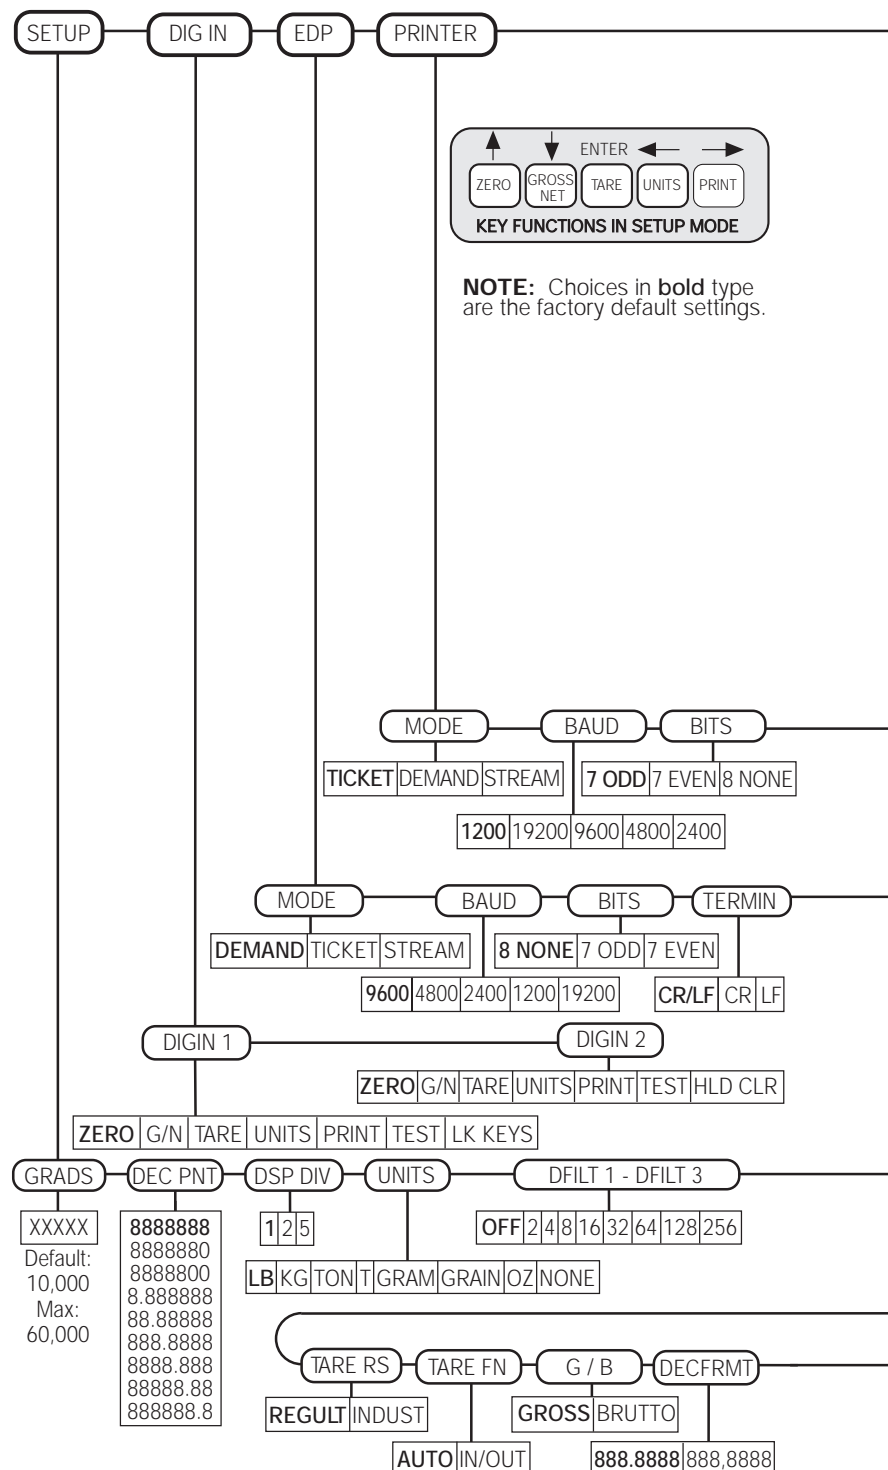 SETUP DIG IN EDP PRINTER
ENTER
ZERO GROSS NET TARE UNITS PRINT
KEY FUNCTIONS IN SETUP MODE
NOTE: Choices in bold type
are the factory default settings.
MODE BAUD BITS
TICKET DEMAND STREAM 7 ODD 7 EVEN 8 NONE
1200 19200 9600 4800 2400
MODE BAUD BITS TERMIN
DEMAND TICKET STREAM 8 NONE 7 ODD 7 EVEN
9600 4800 2400 1200 19200 CR/LF CR LF
DIGIN 1 DIGIN 2
ZERO G/N TARE UNITS PRINT TEST HLD CLR
ZERO G/N TARE UNITS PRINT TEST LK KEYS
GRADS DEC PNT DSP DIV UNITS DFILT 1 - DFILT 3
XXXXX
Default:
10,000
Max:
60,000
8888888
8888880
8888800
8.888888
88.88888
888.8888
8888.888
88888.88
888888.8
1 2 5
OFF 2 4 8 16 32 64 128 256
LB KG TON T GRAM GRAIN OZ NONE
TARE RS TARE FN G / B DECFRMT
REGULT INDUST GROSS BRUTTO
AUTO IN/OUT 888.8888 888,8888